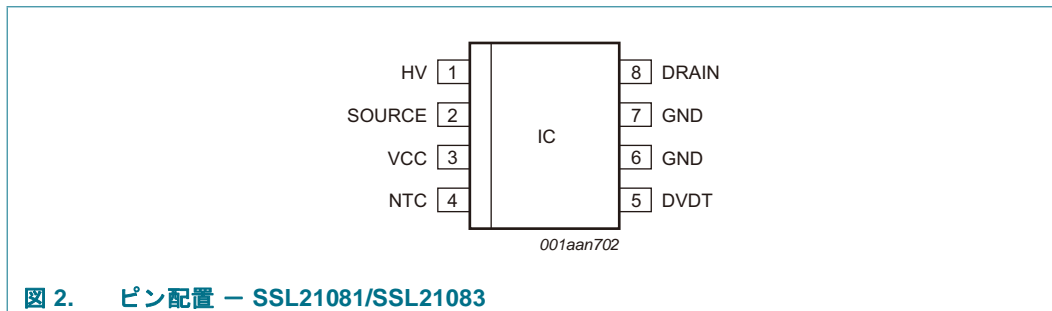 HV 1 8 DRAIN
SOURCE 2 7 GND
IC
VCC 3 6 GND
NTC 4 5 DVDT
001aan702
図 2. ピン配置 － SSL21081/SSL21083